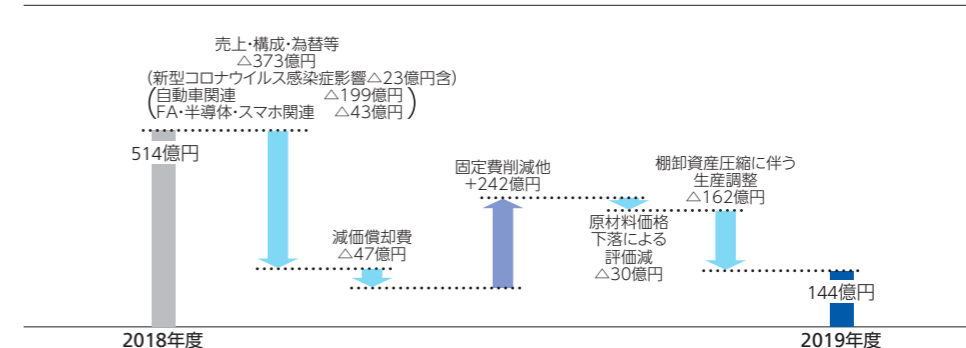 売上・構成・為替等
△373億円
(新型コロナウイルス感染症影響△23億円含)
(自動車関連 △199億円
FA・半導体・スマホ関連 △43億円)
514億円
減価償却費
△47億円
固定費削減他
+242億円
原材料価格
下落による
評価減
△30億円
棚卸資産圧縮に伴う
生産調整
△162億円
144億円
2018年度
2019年度